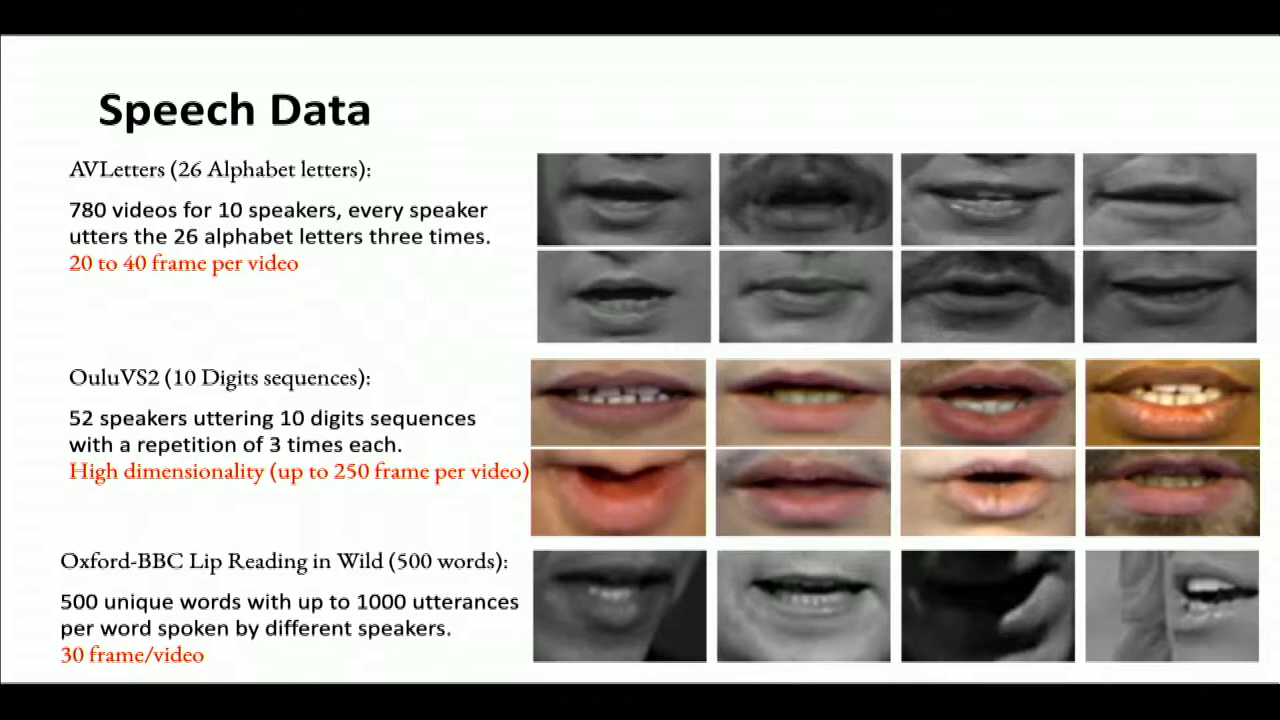 Speech Data
AVLetters (26 Alphabet letters):
780 videos for 10 speakers, every speaker
utters the 26 alphabet letters three times.
20 to 40 frame per video
OuluVS2 (10 Digits sequences):
52 speakers uttering 10 digits sequences
with a repetition of 3 times each.
High dimensionality (up to 250 frame per video)
Oxford-BBC Lip Reading in Wild (500 words):
500 unique words with up to 1000 utterances
per word spoken by different speakers.
30 frame/video